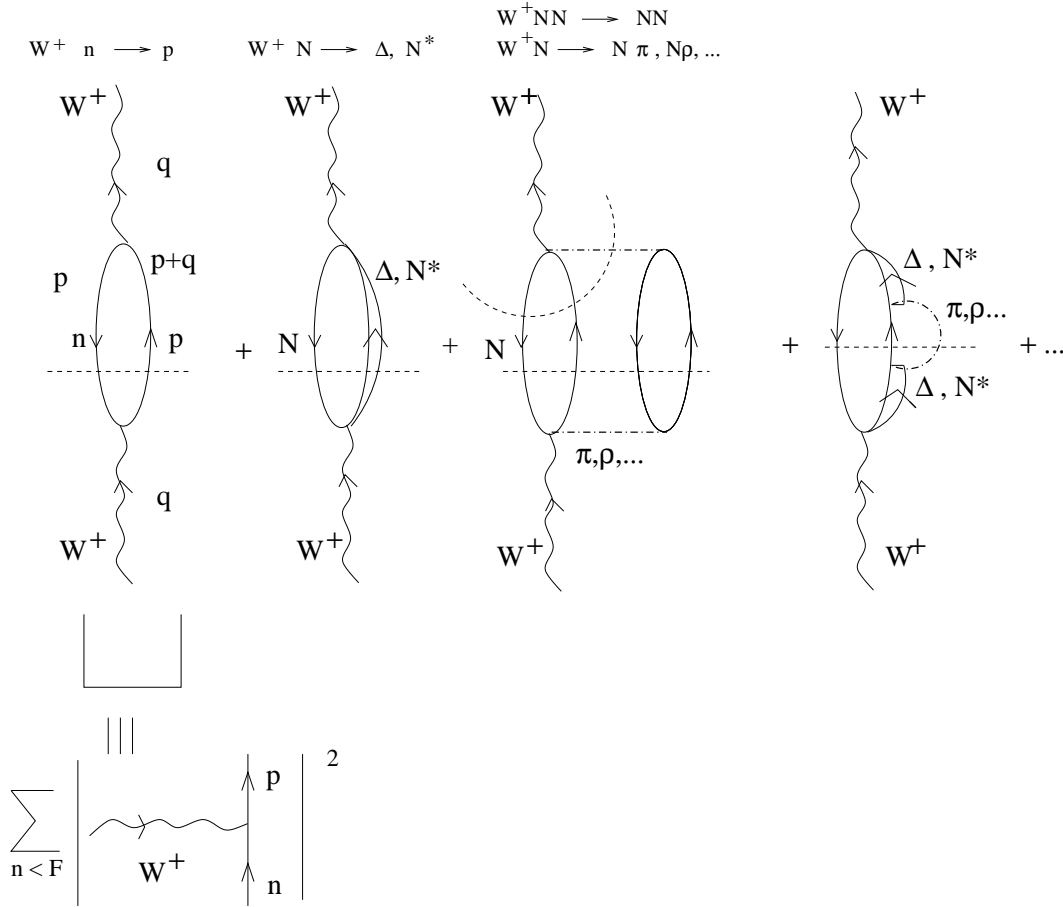 W⁺NN ⟶ NN
W⁺ n ⟶ p
W⁺ N ⟶ Δ, N*
W⁺N ⟶ N π , Nρ, ...
W⁺
W⁺
W⁺
W⁺
q
p
p+q
n
p
+
Δ, N*
N
+
N
+
Δ , N*
π,ρ...
Δ , N*
+ ...
π,ρ,...
q
W⁺
W⁺
W⁺
W⁺
2
p
∑
n < F
W⁺
n